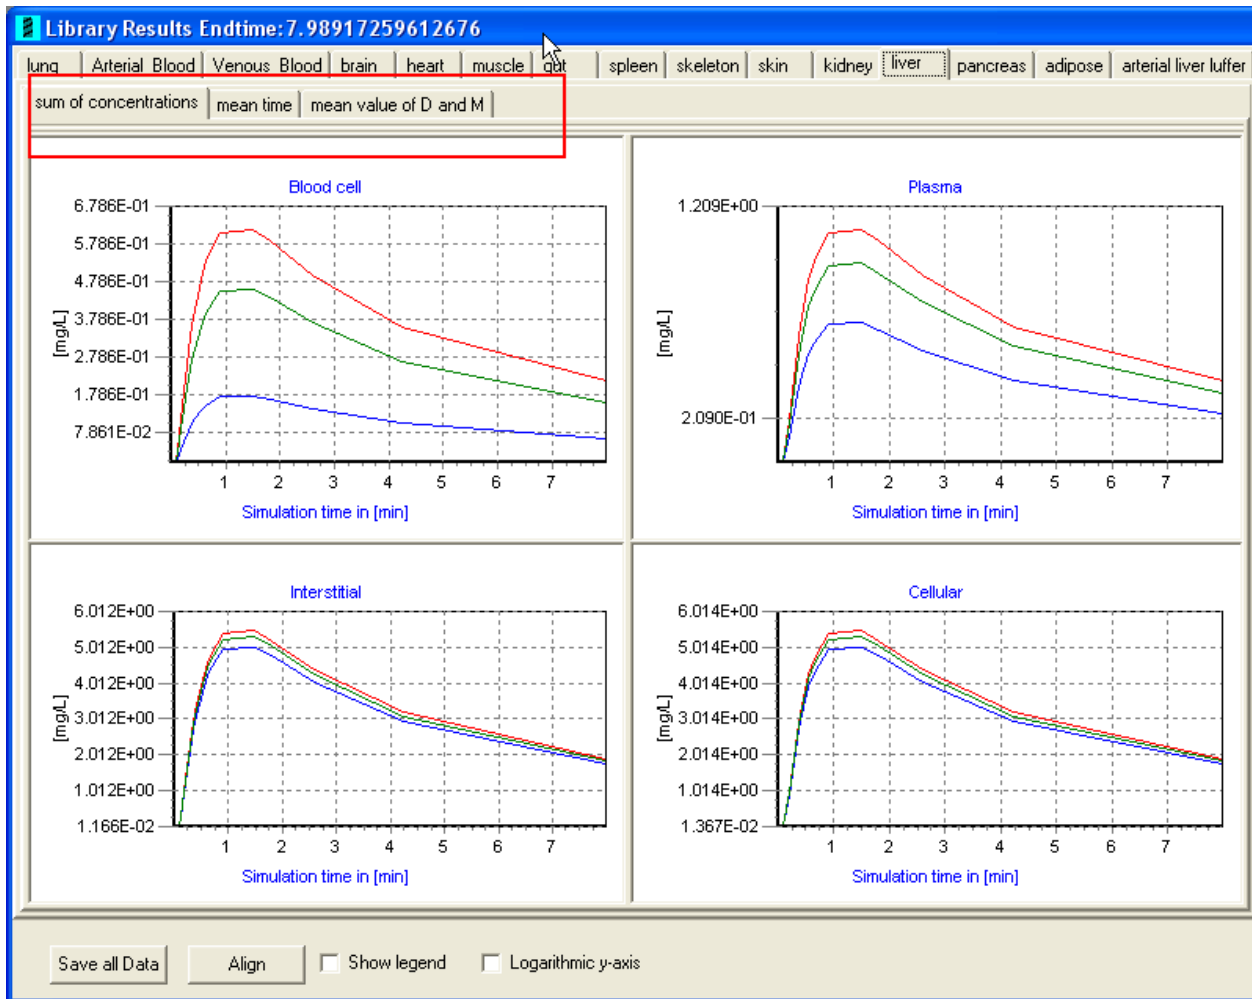 Library Results Endtime:7.98917259612676
lung Arterial Blood Venous Blood brain heart muscle gut spleen skeleton skin kidney liver pancreas adipose arterial liver luffer
sum of concentrations mean time mean value of D and M
Blood cell
6.786E-01
5.786E-01
4.786E-01
3.786E-01
2.786E-01
1.786E-01
7.861E-02
[mg/L]
1 2 3 4 5 6 7
Simulation time in [min]
Plasma
1.209E+00
2.090E-01
[mg/L]
1 2 3 4 5 6 7
Simulation time in [min]
Interstitial
6.012E+00
5.012E+00
4.012E+00
3.012E+00
2.012E+00
1.012E+00
1.166E-02
[mg/L]
1 2 3 4 5 6 7
Simulation time in [min]
Cellular
6.014E+00
5.014E+00
4.014E+00
3.014E+00
2.014E+00
1.014E+00
1.367E-02
[mg/L]
1 2 3 4 5 6 7
Simulation time in [min]
Save all Data Align Show legend Logarithmic y-axis